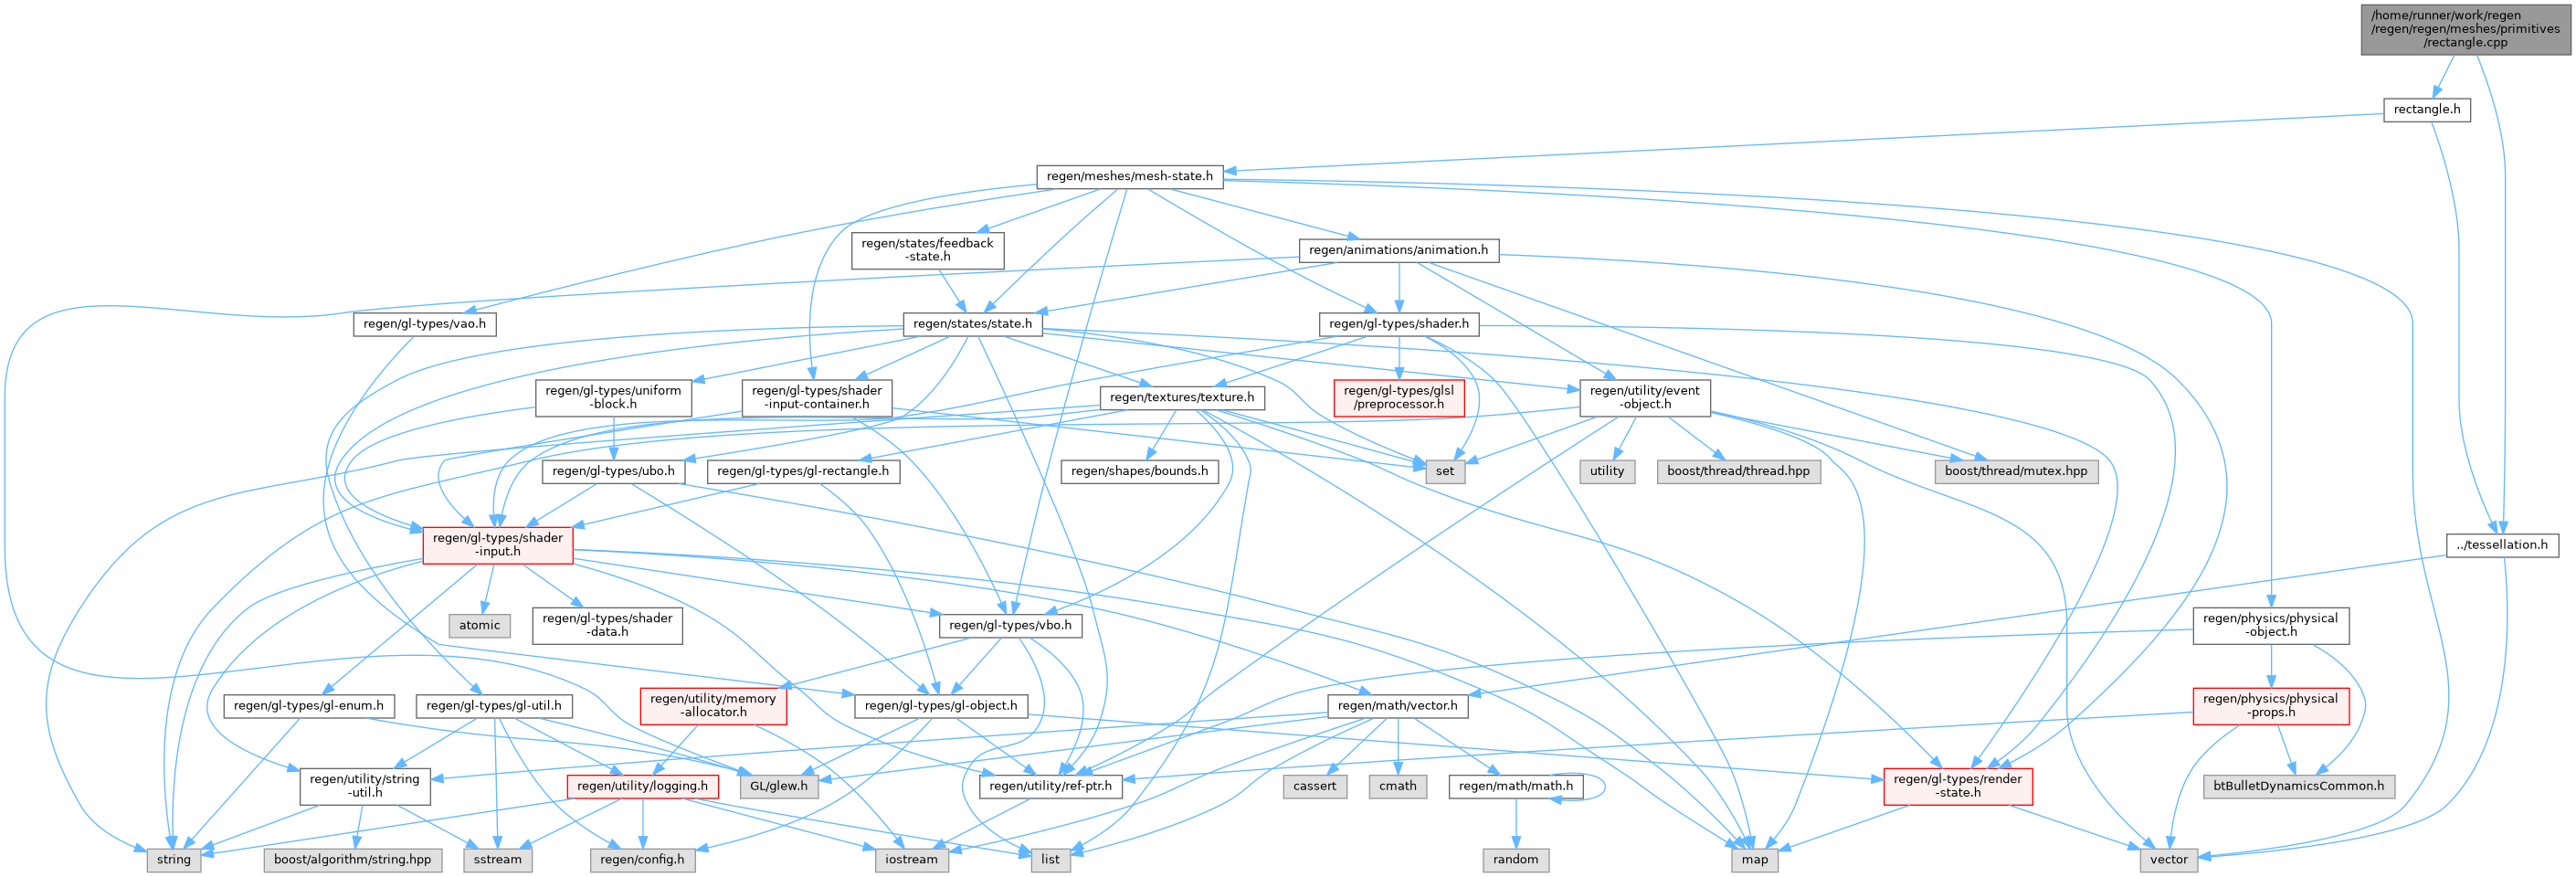 /home/runner/work/regen
/regen/regen/meshes/primitives
/rectangle.cpp
rectangle.h
regen/meshes/mesh-state.h
regen/states/feedback
-state.h
regen/animations/animation.h
regen/gl-types/vao.h
regen/states/state.h
regen/gl-types/shader.h
regen/gl-types/uniform
-block.h
regen/gl-types/shader
-input-container.h
regen/textures/texture.h
regen/gl-types/glsl
/preprocessor.h
regen/utility/event
-object.h
regen/gl-types/ubo.h
regen/gl-types/gl-rectangle.h
regen/shapes/bounds.h
set
utility
boost/thread/thread.hpp
boost/thread/mutex.hpp
regen/gl-types/shader
-input.h
../tessellation.h
atomic
regen/gl-types/shader
-data.h
regen/gl-types/vbo.h
regen/physics/physical
-object.h
regen/gl-types/gl-enum.h
regen/gl-types/gl-util.h
regen/utility/memory
-allocator.h
regen/gl-types/gl-object.h
regen/math/vector.h
regen/physics/physical
-props.h
regen/utility/string
-util.h
regen/utility/logging.h
GL/glew.h
regen/utility/ref-ptr.h
cassert
cmath
regen/math/math.h
regen/gl-types/render
-state.h
btBulletDynamicsCommon.h
string
boost/algorithm/string.hpp
sstream
regen/config.h
iostream
list
random
map
vector